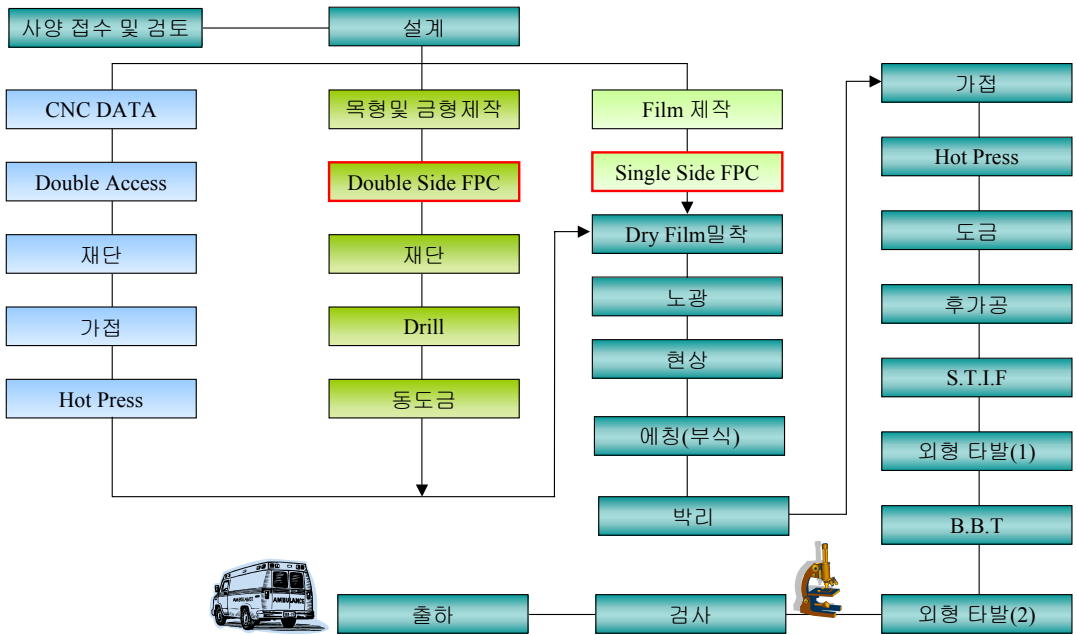 사양 접수 및 검토
설계
CNC DATA
Double Access
재단
가접
Hot Press
목형및 금형제작
Double Side FPC
재단
Drill
동도금
Film 제작
Single Side FPC
Dry Film밀착
노광
현상
에칭(부식)
박리
가접
Hot Press
도금
후가공
S.T.I.F
외형 타발(1)
B.B.T
외형 타발(2)
검사
출하
AMBULANCE
AMBULANCE